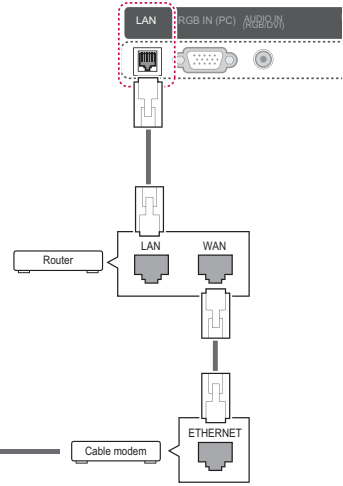 LAN
RGB IN (PC)
AUDIO IN
(RGB/DVI)
LAN
WAN
Router
ETHERNET
Cable modem